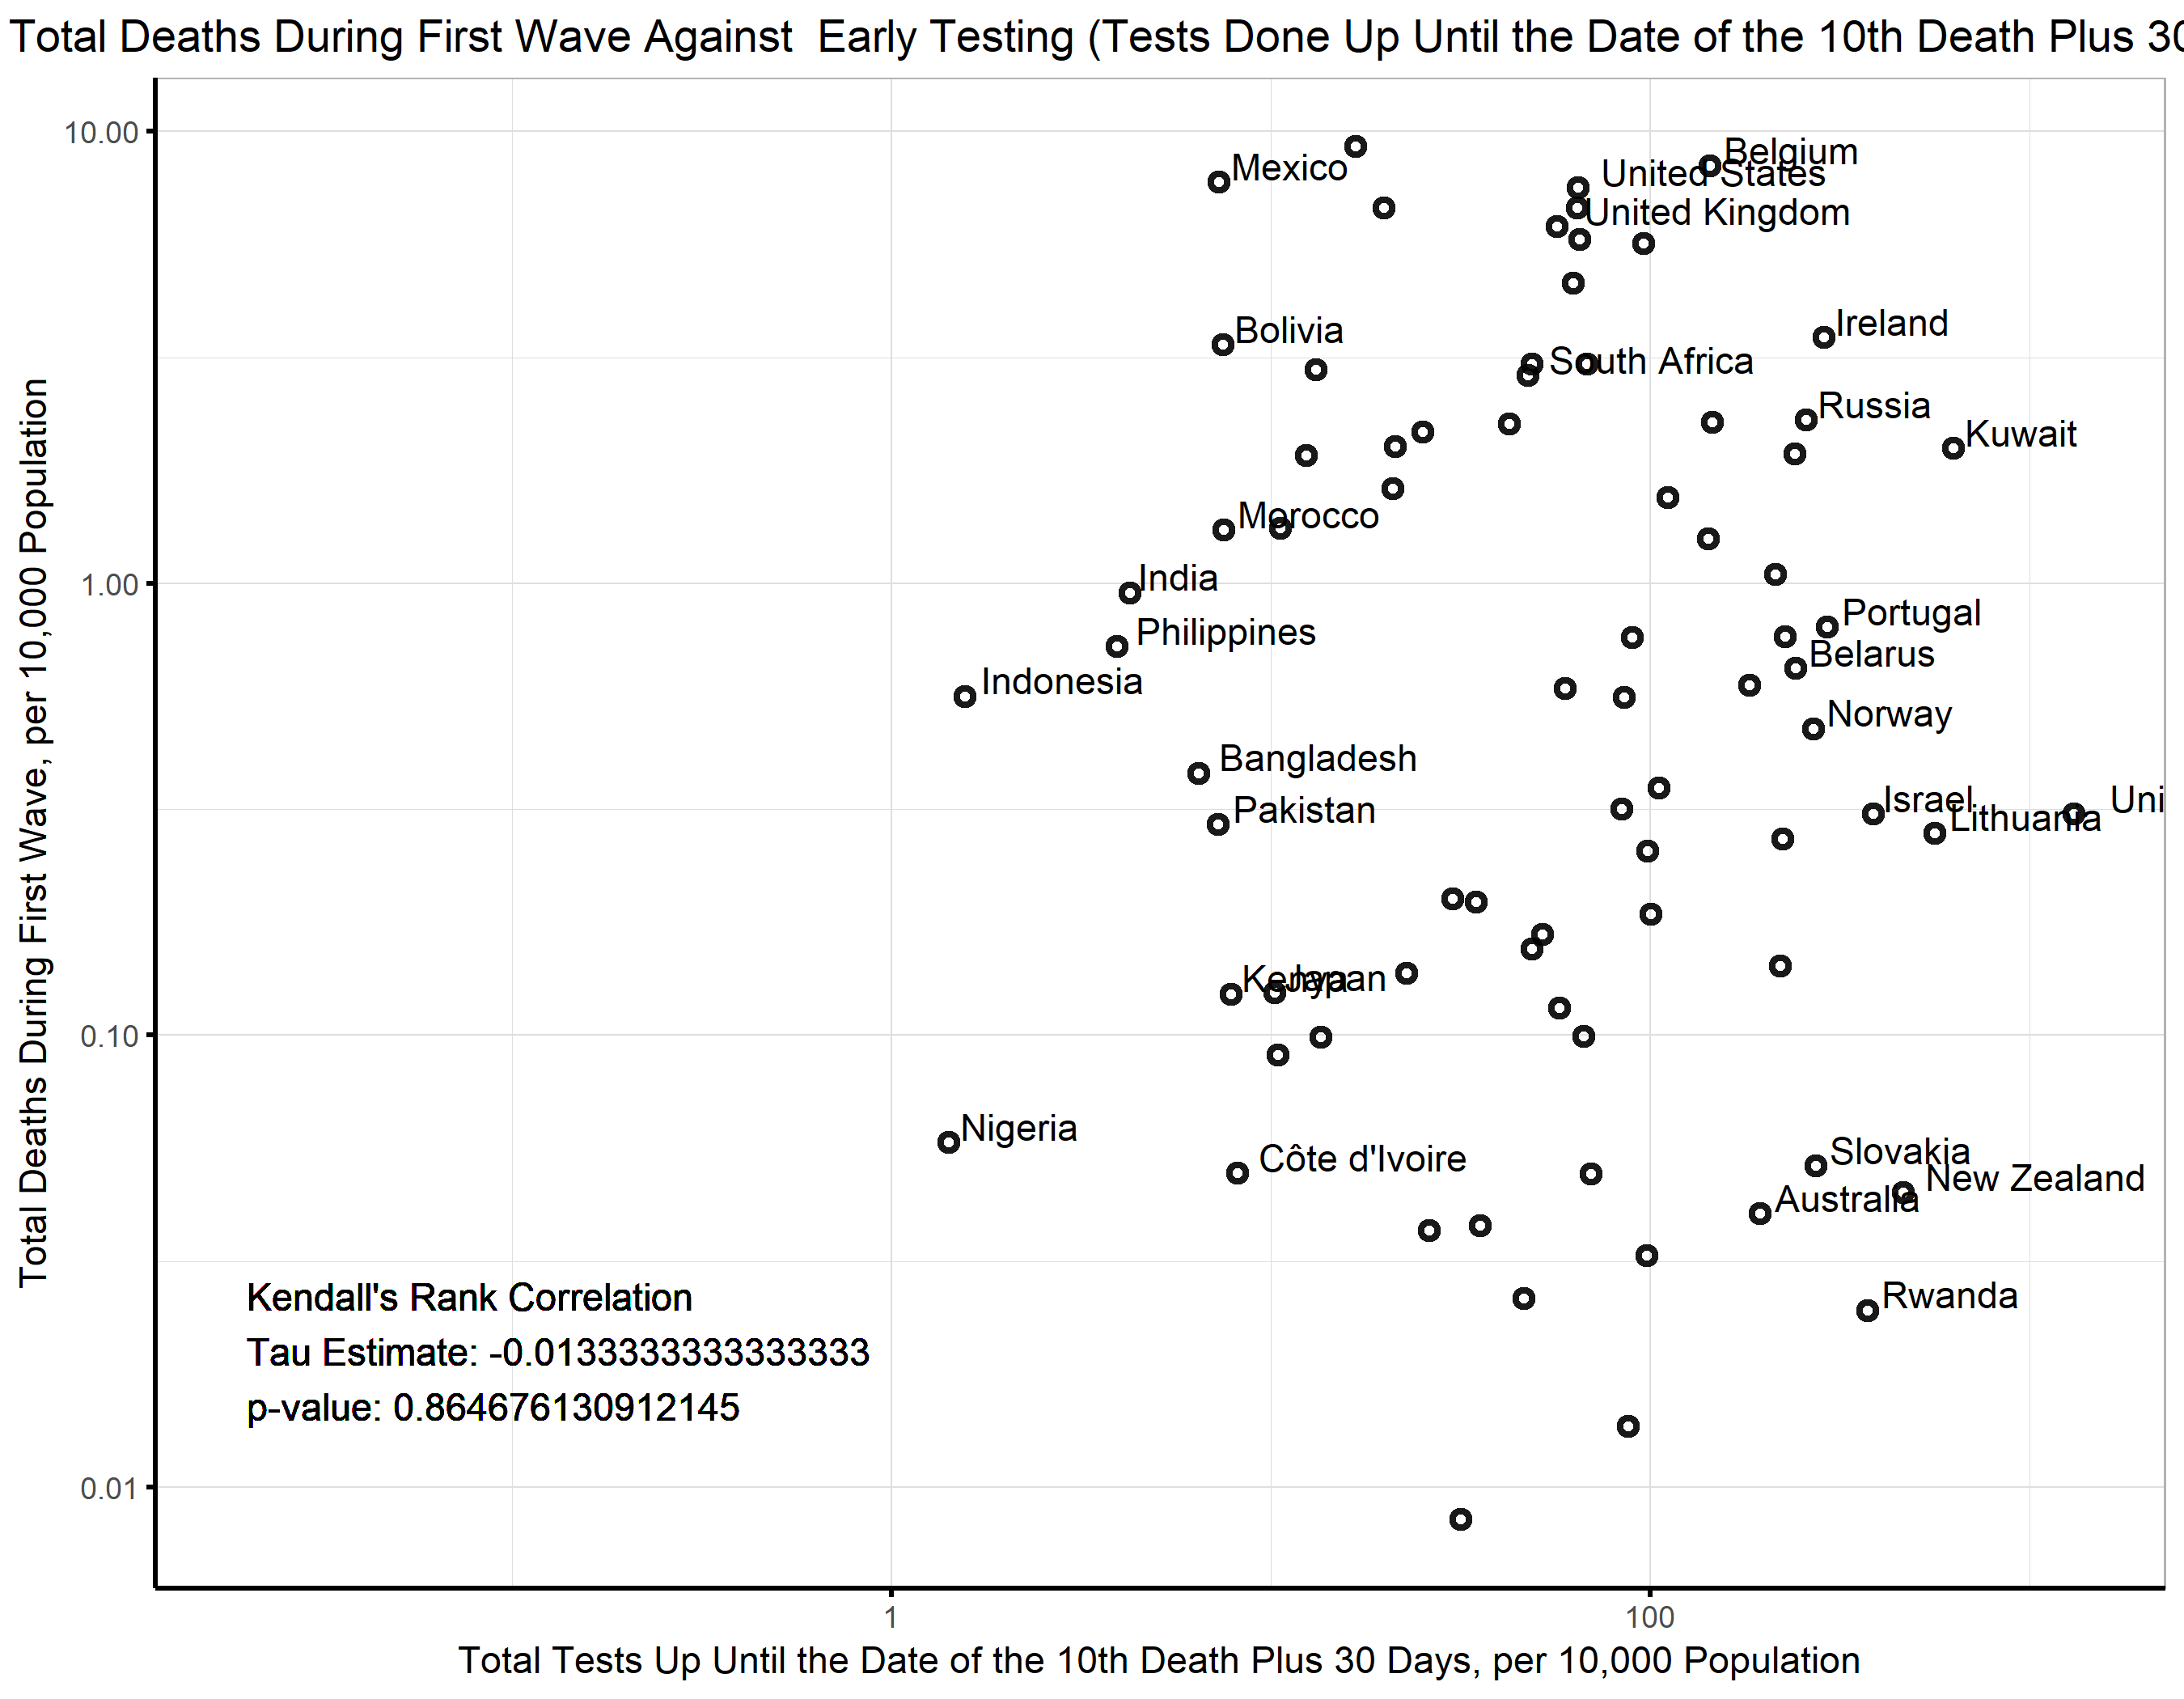 Total Deaths During First Wave Against  Early Testing (Tests Done Up Until the Date of the 10th Death Plus 30
10.00
1.00
0.10
0.01
Total Deaths During First Wave, per 10,000 Population
Belgium
Mexico
United States
United Kingdom
Ireland
Bolivia
South Africa
Russia
Kuwait
Morocco
India
Portugal
Philippines
Belarus
Indonesia
Norway
Bangladesh
Israel
Uni
Pakistan
Lithuania
Kenya
Japan
Nigeria
Slovakia
Côte d'Ivoire
New Zealand
Australia
Rwanda
Kendall's Rank Correlation
Tau Estimate: -0.0133333333333333
p-value: 0.864676130912145
1
100
Total Tests Up Until the Date of the 10th Death Plus 30 Days, per 10,000 Population